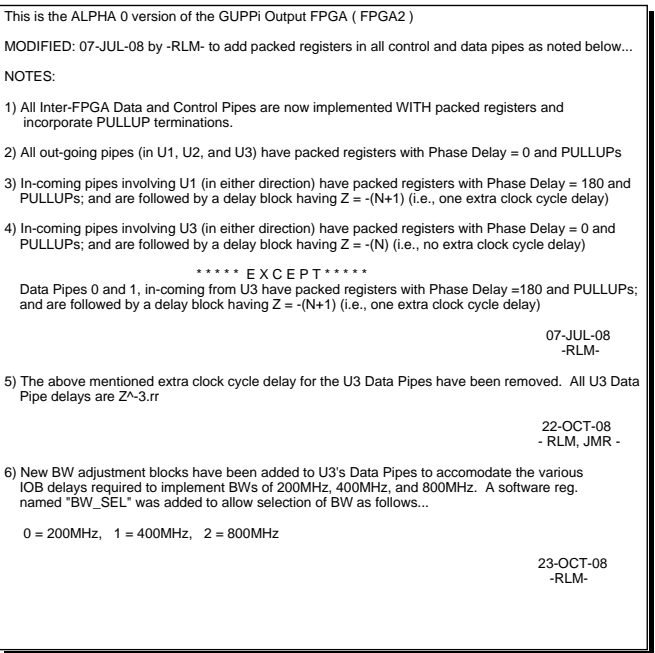 This is the ALPHA 0 version of the GUPPi Output FPGA ( FPGA2 )
MODIFIED: 07-JUL-08 by -RLM- to add packed registers in all control and data pipes as noted below...
NOTES:
1) All Inter-FPGA Data and Control Pipes are now implemented WITH packed registers and
incorporate PULLUP terminations.
2) All out-going pipes (in U1, U2, and U3) have packed registers with Phase Delay = 0 and PULLUPs
3) In-coming pipes involving U1 (in either direction) have packed registers with Phase Delay = 180 and
PULLUPs; and are followed by a delay block having Z = -(N+1) (i.e., one extra clock cycle delay)
4) In-coming pipes involving U3 (in either direction) have packed registers with Phase Delay = 0 and
PULLUPs; and are followed by a delay block having Z = -(N) (i.e., no extra clock cycle delay)
* * * * * E X C E P T * * * * *
Data Pipes 0 and 1, in-coming from U3 have packed registers with Phase Delay =180 and PULLUPs;
and are followed by a delay block having Z = -(N+1) (i.e., one extra clock cycle delay)
07-JUL-08
-RLM-
5) The above mentioned extra clock cycle delay for the U3 Data Pipes have been removed. All U3 Data
Pipe delays are Z^-3.rr
22-OCT-08
- RLM, JMR -
6) New BW adjustment blocks have been added to U3's Data Pipes to accomodate the various
IOB delays required to implement BWs of 200MHz, 400MHz, and 800MHz. A software reg.
named "BW_SEL" was added to allow selection of BW as follows...
0 = 200MHz, 1 = 400MHz, 2 = 800MHz
23-OCT-08
-RLM-